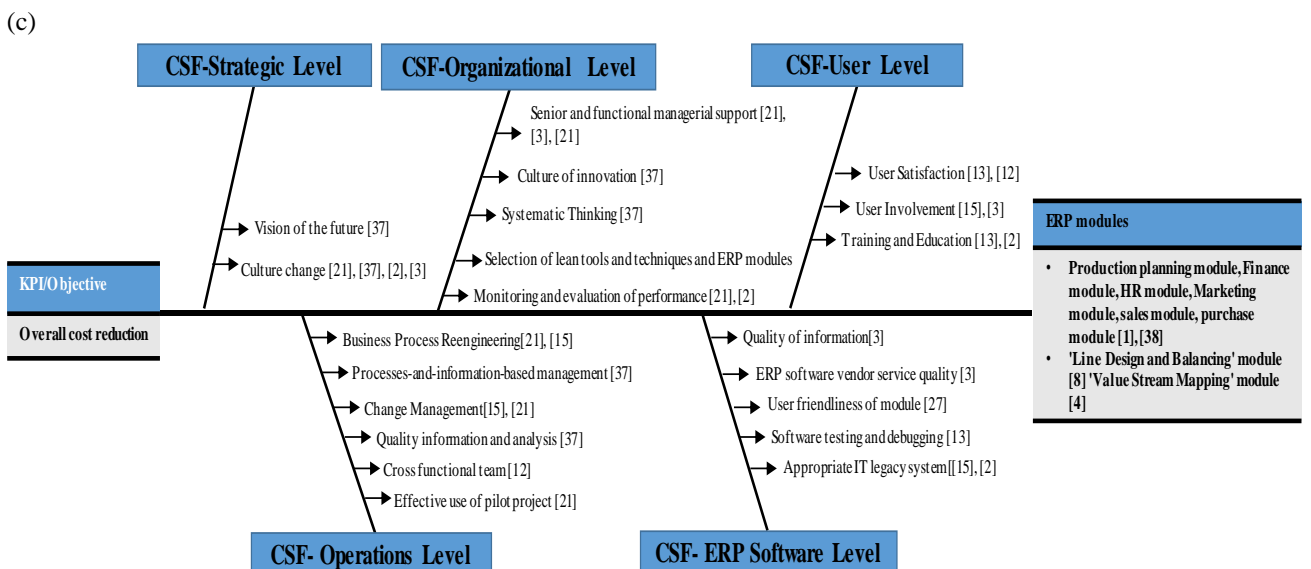 (c)
CSF-Strategic Level
CSF-Organizational Level
CSF-User Level
Senior and functional managerial support [21],
[3], [21]
Culture of innovation [37]
Systematic Thinking [37]
Selection of lean tools and techniques and ERP modules
Monitoring and evaluation of performance [21], [2]
Vision of the future [37]
Culture change [21], [37], [2], [3]
User Satisfaction [13], [12]
User Involvement [15], [3]
Training and Education [13], [2]
KPI/Objective
Overall cost reduction
ERP modules
• Production planning module, Finance
module, HR module, Marketing
module, sales module, purchase
module [1], [38]
• 'Line Design and Balancing' module
[8] 'Value Stream Mapping' module
[4]
Business Process Reengineering[21], [15]
Processes-and-information-based management [37]
Change Management[15], [21]
Quality information and analysis [37]
Cross functional team [12]
Effective use of pilot project [21]
Quality of information[3]
ERP software vendor service quality [3]
User friendliness of module [27]
Software testing and debugging [13]
Appropriate IT legacy system[[15], [2]
CSF- Operations Level
CSF- ERP Software Level